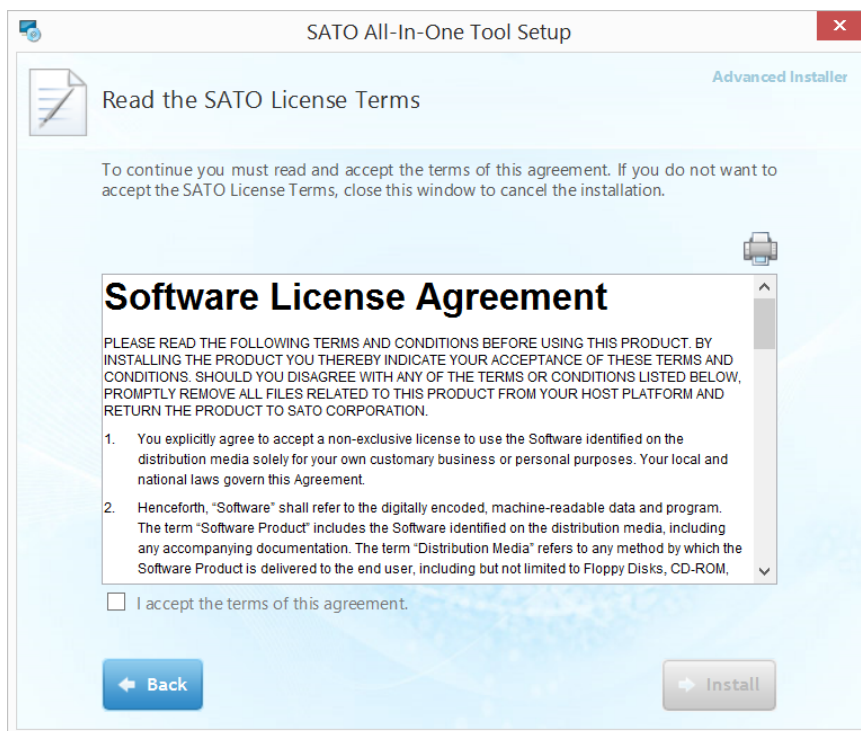 SATO All-In-One Tool Setup
Advanced Installer
Read the SATO License Terms
To continue you must read and accept the terms of this agreement. If you do not want to
accept the SATO License Terms, close this window to cancel the installation.
Software License Agreement
PLEASE READ THE FOLLOWING TERMS AND CONDITIONS BEFORE USING THIS PRODUCT. BY
INSTALLING THE PRODUCT YOU THEREBY INDICATE YOUR ACCEPTANCE OF THESE TERMS AND
CONDITIONS. SHOULD YOU DISAGREE WITH ANY OF THE TERMS OR CONDITIONS LISTED BELOW,
PROMPTLY REMOVE ALL FILES RELATED TO THIS PRODUCT FROM YOUR HOST PLATFORM AND
RETURN THE PRODUCT TO SATO CORPORATION.
1. You explicitly agree to accept a non-exclusive license to use the Software identified on the
distribution media solely for your own customary business or personal purposes. Your local and
national laws govern this Agreement.
2. Henceforth, “Software” shall refer to the digitally encoded, machine-readable data and program.
The term “Software Product” includes the Software identified on the distribution media, including
any accompanying documentation. The term “Distribution Media” refers to any method by which the
Software Product is delivered to the end user, including but not limited to Floppy Disks, CD-ROM,
I accept the terms of this agreement.
Back
Install